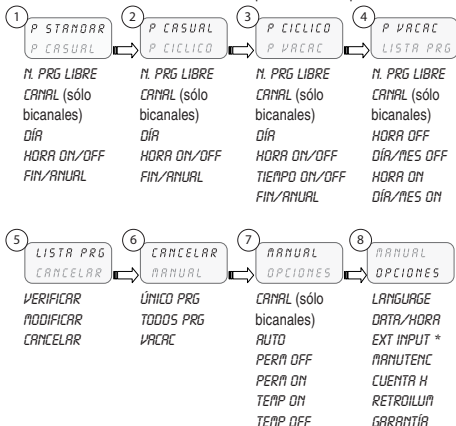 1
P STANDAR
P CASUAL
N. PRG LIBRE
CANAL (sólo
bicanales)
DÍA
HORA ON/OFF
FIN/ANUAL
2
P CASUAL
P CICLICO
N. PRG LIBRE
CANAL (sólo
bicanales)
DÍA
HORA ON/OFF
FIN/ANUAL
3
P CICLICO
P VACAC
N. PRG LIBRE
CANAL (sólo
bicanales)
DÍA
HORA ON/OFF
TIEMPO ON/OFF
FIN/ANUAL
4
P VACAC
LISTA PRG
N. PRG LIBRE
CANAL (sólo
bicanales)
HORA OFF
DÍA/MES OFF
HORA ON
DÍA/MES ON
5
LISTA PRG
CANCELAR
VERIFICAR
MODIFICAR
CANCELAR
6
CANCELAR
MANUAL
ÚNICO PRG
TODOS PRG
VACAC
7
MANUAL
OPCIONES
CANAL (sólo
bicanales)
AUTO
PERM OFF
PERM ON
TEMP ON
TEMP OFF
8
MANUAL
OPCIONES
LANGUAGE
DATA/HORA
EXT INPUT *
MANUTENC
CUENTA H
RETROILUM
GARANTÍA